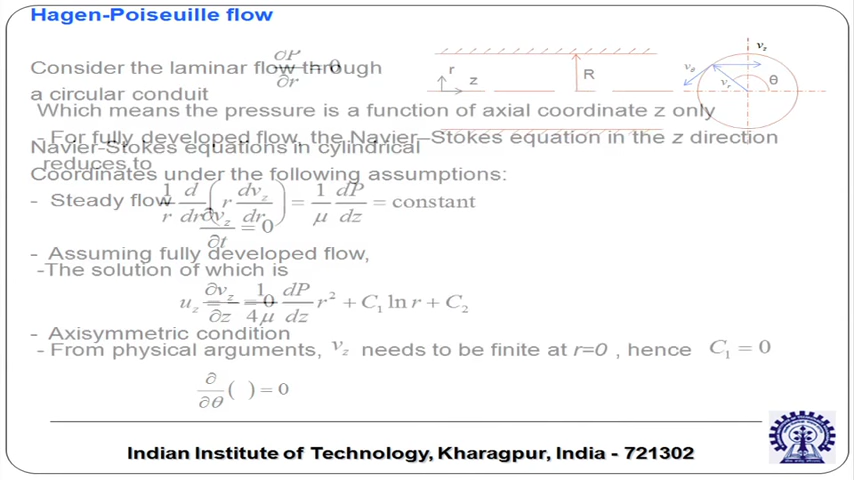 Hagen-Poiseuille flow
∂P/∂r = 0
Consider the laminar flow through
a circular conduit
Which means the pressure is a function of axial coordinate z only
- For fully developed flow, the Navier–Stokes equation in the z direction
Navier-Stokes equations in cylindrical
reduces to
Coordinates under the following assumptions:
- Steady flow
1/r d/dr ( r dv_z/dr ) = 1/μ dP/dz = constant
∂v_z/∂t = 0
- Assuming fully developed flow,
-The solution of which is
∂v_z/∂z = 0
u_z = 1/4μ dP/dz r² + C₁ ln r + C₂
- Axisymmetric condition
- From physical arguments, v_z needs to be finite at r=0 , hence C₁ = 0
∂/∂θ ( ) = 0
r
z
R
v_z
v_θ
v_r
θ
Indian Institute of Technology, Kharagpur, India - 721302